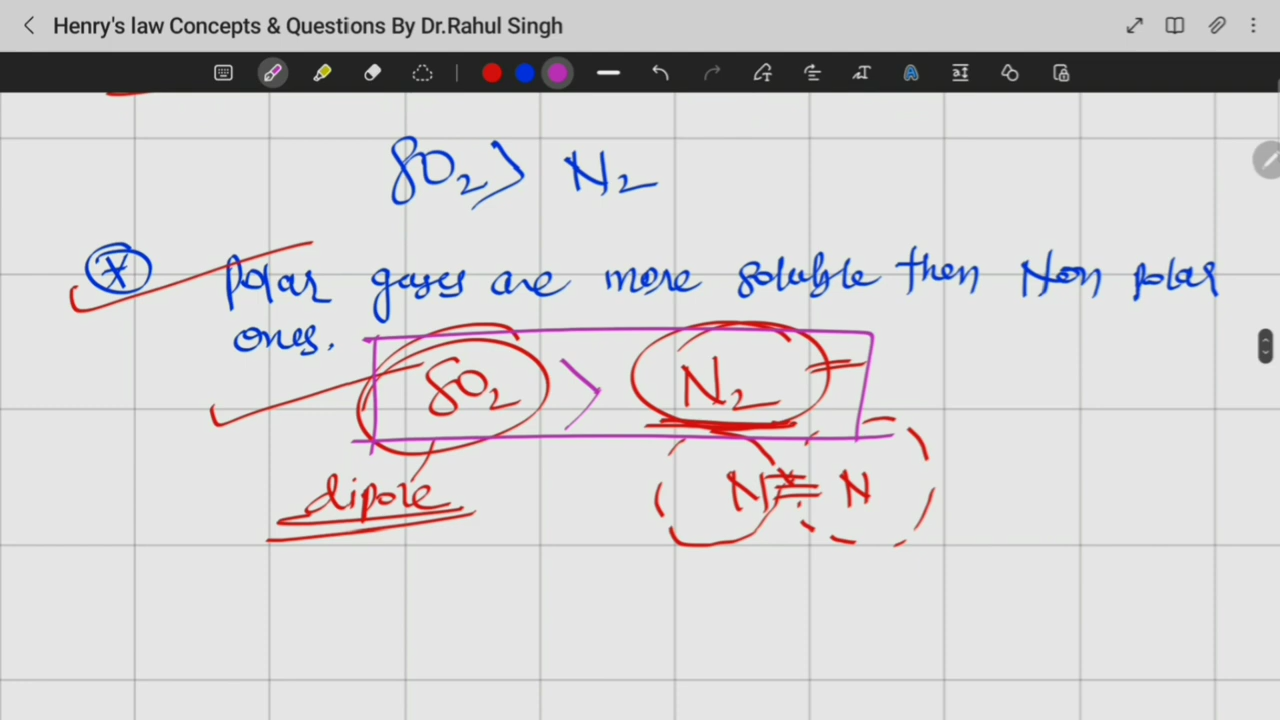 Henry's law Concepts & Questions By Dr.Rahul Singh
SO₂ > N₂
Polar gases are more soluble then Non polar
ones.
SO₂ > N₂
dipole
N≡N